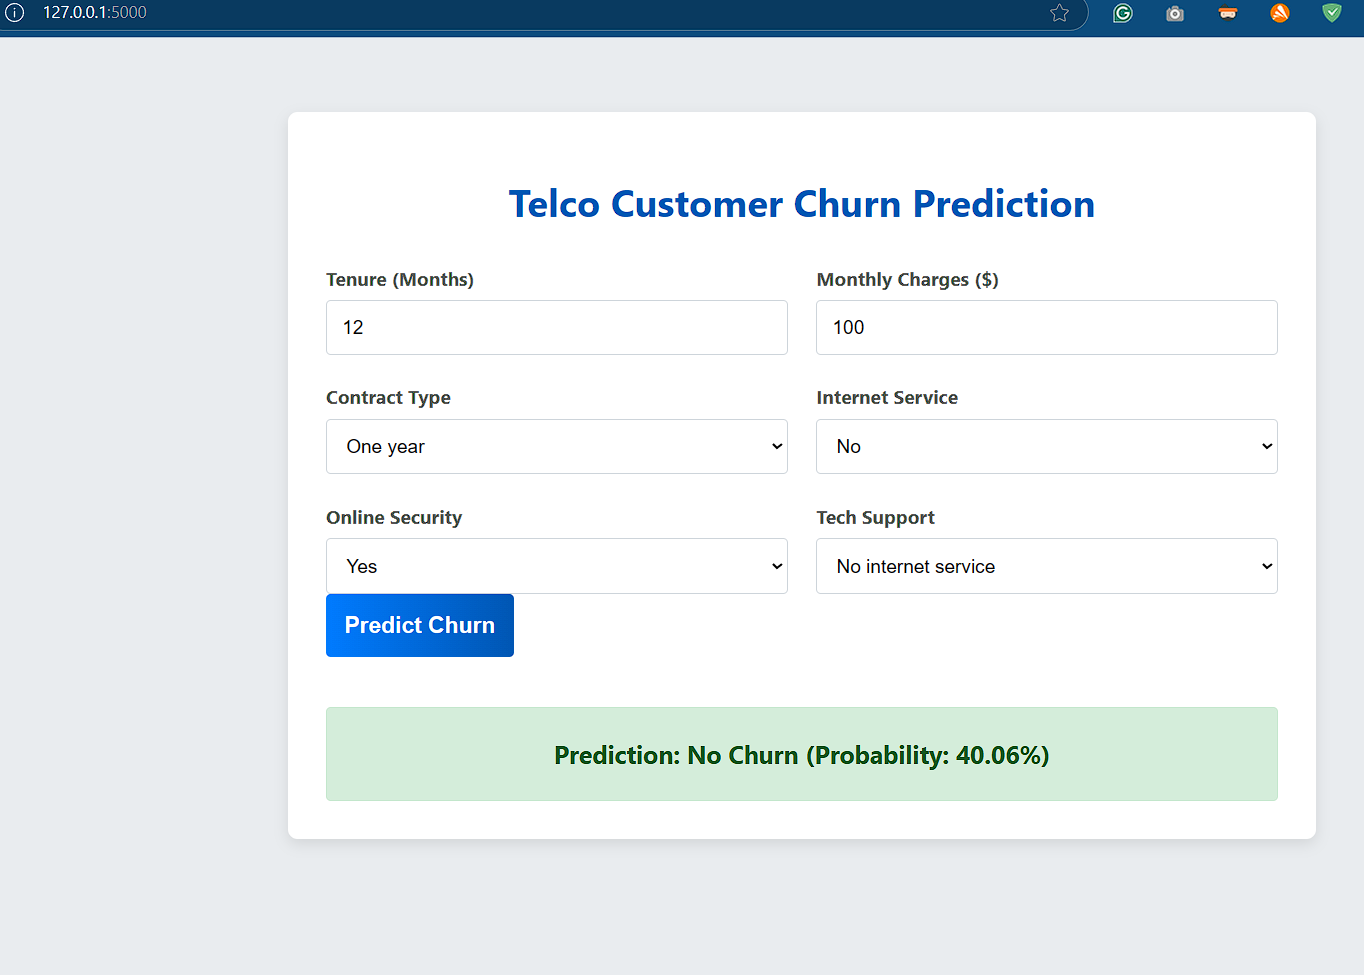 127.0.0.1:5000
Telco Customer Churn Prediction
Tenure (Months)
Monthly Charges ($)
12
100
Contract Type
Internet Service
One year
No
Online Security
Tech Support
Yes
No internet service
Predict Churn
Prediction: No Churn (Probability: 40.06%)